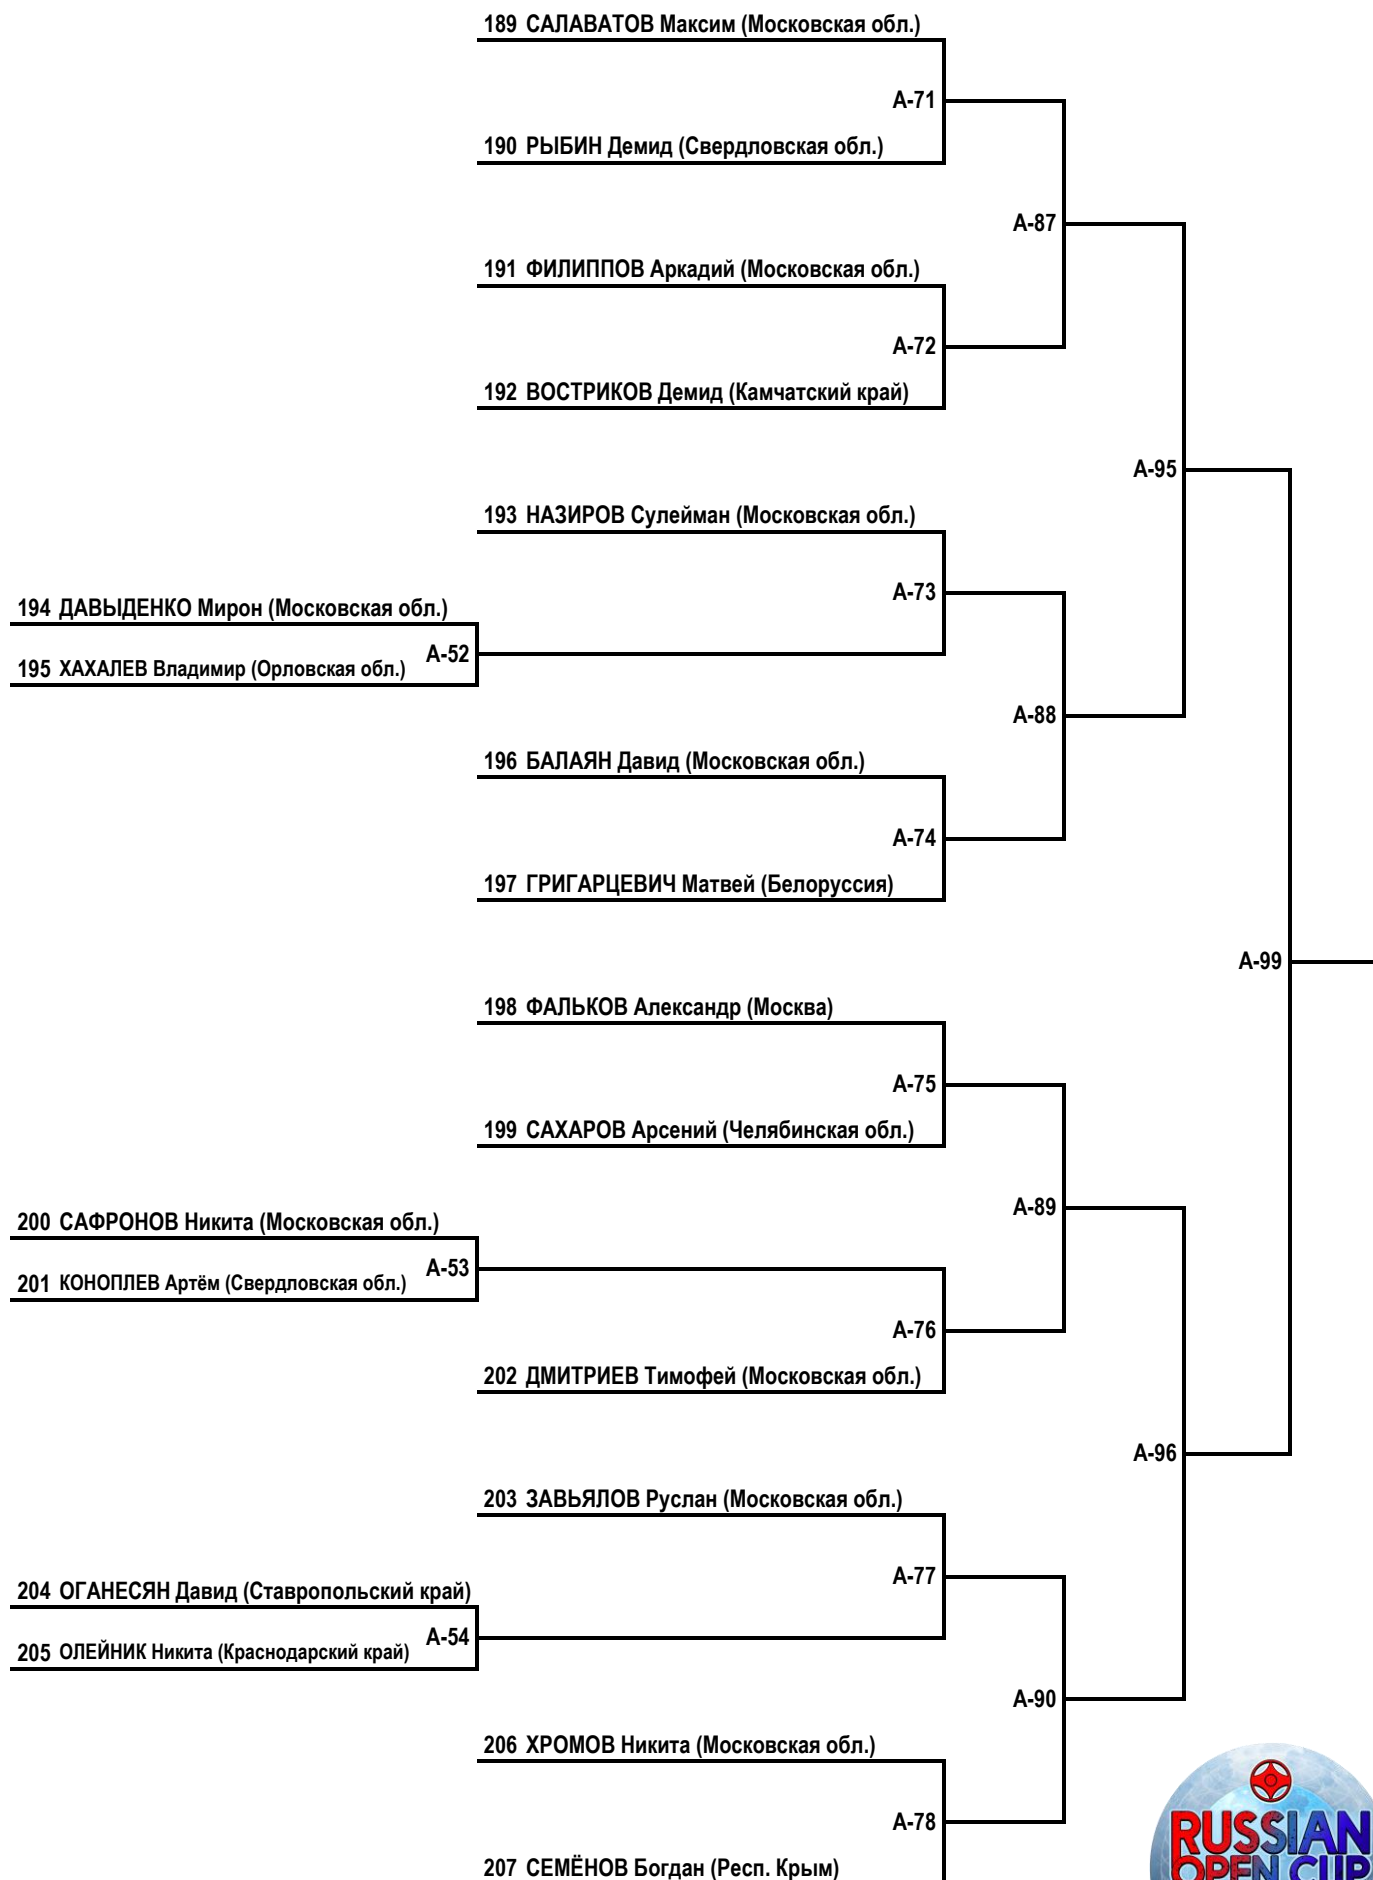 189 САЛАВАТОВ Максим (Московская обл.)
А-71
190 РЫБИН Демид (Свердловская обл.)
А-87
191 ФИЛИППОВ Аркадий (Московская обл.)
А-72
192 ВОСТРИКОВ Демид (Камчатский край)
А-95
193 НАЗИРОВ Сулейман (Московская обл.)
А-73
194 ДАВЫДЕНКО Мирон (Московская обл.)
А-52
195 ХАХАЛЕВ Владимир (Орловская обл.)
А-88
196 БАЛАЯН Давид (Московская обл.)
А-74
197 ГРИГАРЦЕВИЧ Матвей (Белоруссия)
А-99
198 ФАЛЬКОВ Александр (Москва)
А-75
199 САХАРОВ Арсений (Челябинская обл.)
А-89
200 САФРОНОВ Никита (Московская обл.)
А-53
201 КОНОПЛЕВ Артём (Свердловская обл.)
А-76
202 ДМИТРИЕВ Тимофей (Московская обл.)
А-96
203 ЗАВЬЯЛОВ Руслан (Московская обл.)
А-77
204 ОГАНЕСЯН Давид (Ставропольский край)
А-54
205 ОЛЕЙНИК Никита (Краснодарский край)
А-90
206 ХРОМОВ Никита (Московская обл.)
А-78
207 СЕМЁНОВ Богдан (Респ. Крым)
RUSSIAN
OPEN CUP